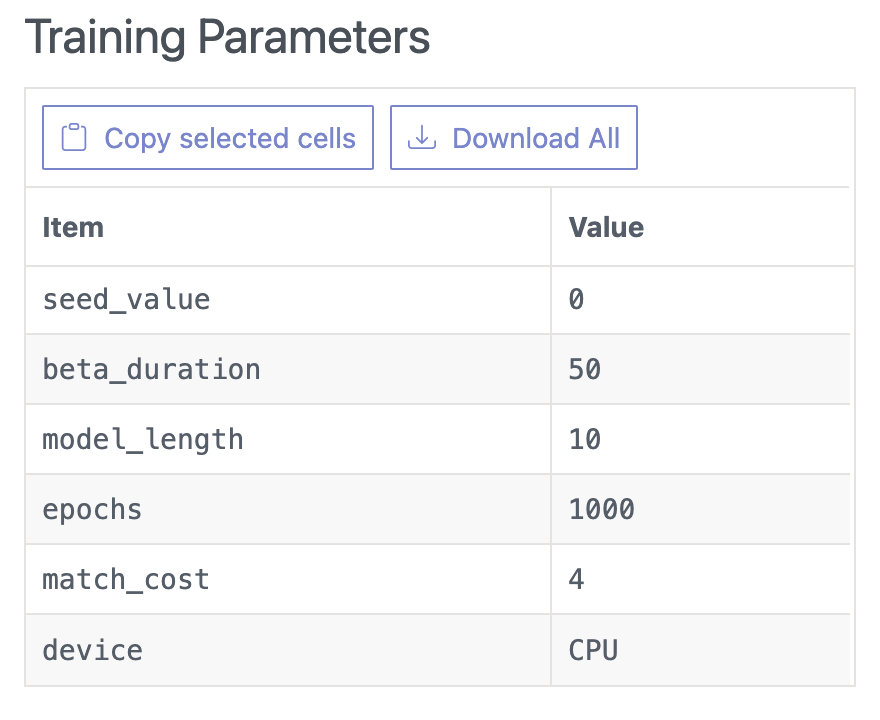 Training Parameters
Copy selected cells Download All
Item Value
seed_value 0
beta_duration 50
model_length 10
epochs 1000
match_cost 4
device CPU